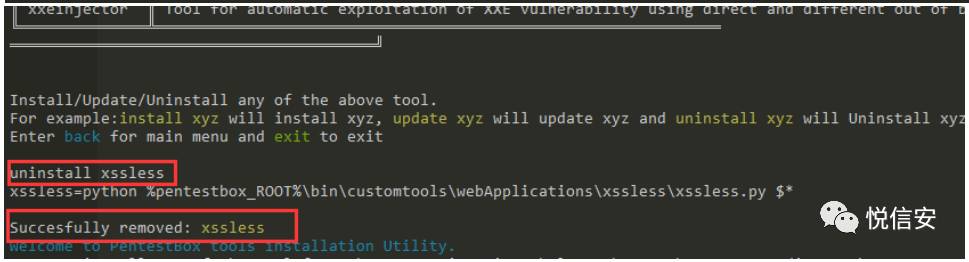 xxeinjector ║ Tool for automatic exploitation of XXE vulnerability using direct and different out of b
Install/Update/Uninstall any of the above tool.
For example:install xyz will install xyz, update xyz will update xyz and uninstall xyz will Uninstall xyz
Enter back for main menu and exit to exit
uninstall xssless
xssless=python %pentestbox_ROOT%\bin\customtools\webApplications\xssless\xssless.py $*
Succesfully removed: xssless
悦信安
Welcome to PentestBox tools Installation Utility.